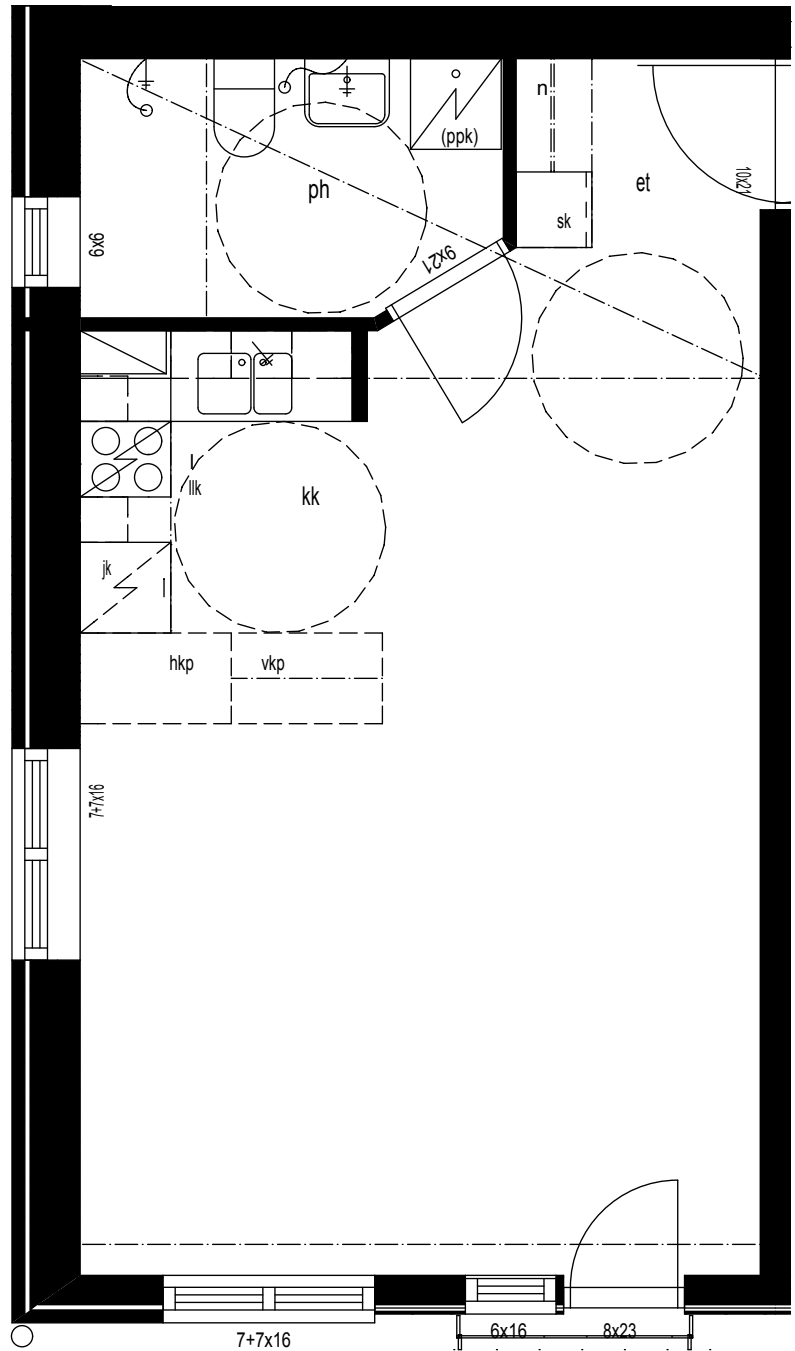 n
(ppk)
10x21
et
ph
sk
6x6
9x21
llk
kk
jk
hkp
vkp
7+7x16
6x16
8x23
7+7x16